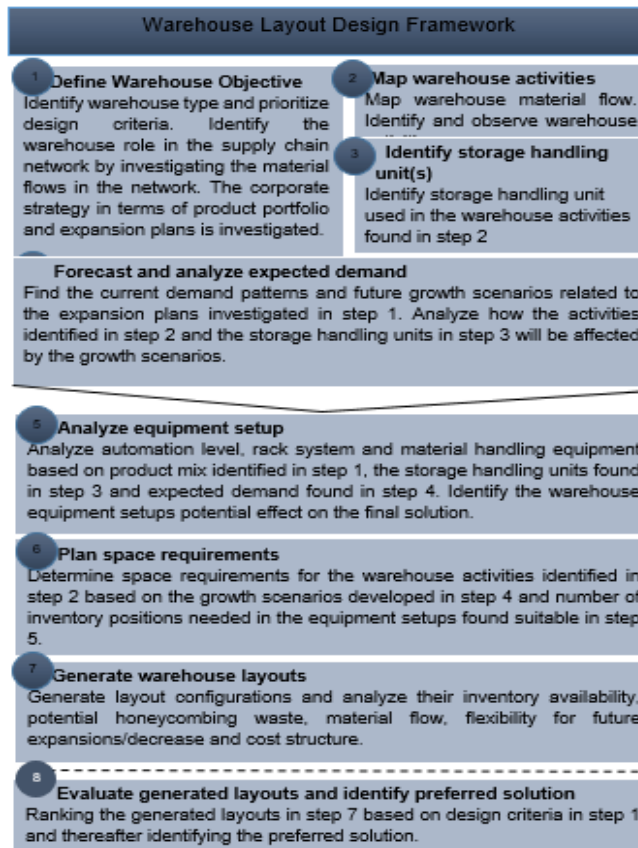 Warehouse Layout Design Framework
1
Define Warehouse Objective
Identify warehouse type and prioritize
design criteria. Identify the
warehouse role in the supply chain
network by investigating the material
flows in the network. The corporate
strategy in terms of product portfolio
and expansion plans is investigated.
2
Map warehouse activities
Map warehouse material flow.
Identify and observe warehouse
3
Identify storage handling
unit(s)
Identify storage handling unit
used in the warehouse activities
found in step 2
Forecast and analyze expected demand
Find the current demand patterns and future growth scenarios related to
the expansion plans investigated in step 1. Analyze how the activities
identified in step 2 and the storage handling units in step 3 will be affected
by the growth scenarios.
5
Analyze equipment setup
Analyze automation level, rack system and material handling equipment
based on product mix identified in step 1, the storage handling units found
in step 3 and expected demand found in step 4. Identify the warehouse
equipment setups potential effect on the final solution.
6
Plan space requirements
Determine space requirements for the warehouse activities identified in
step 2 based on the growth scenarios developed in step 4 and number of
inventory positions needed in the equipment setups found suitable in step
5.
7
Generate warehouse layouts
Generate layout configurations and analyze their inventory availability,
potential honeycombing waste, material flow, flexibility for future
expansions/decrease and cost structure.
8
Evaluate generated layouts and identify preferred solution
Ranking the generated layouts in step 7 based on design criteria in step 1
and thereafter identifying the preferred solution.